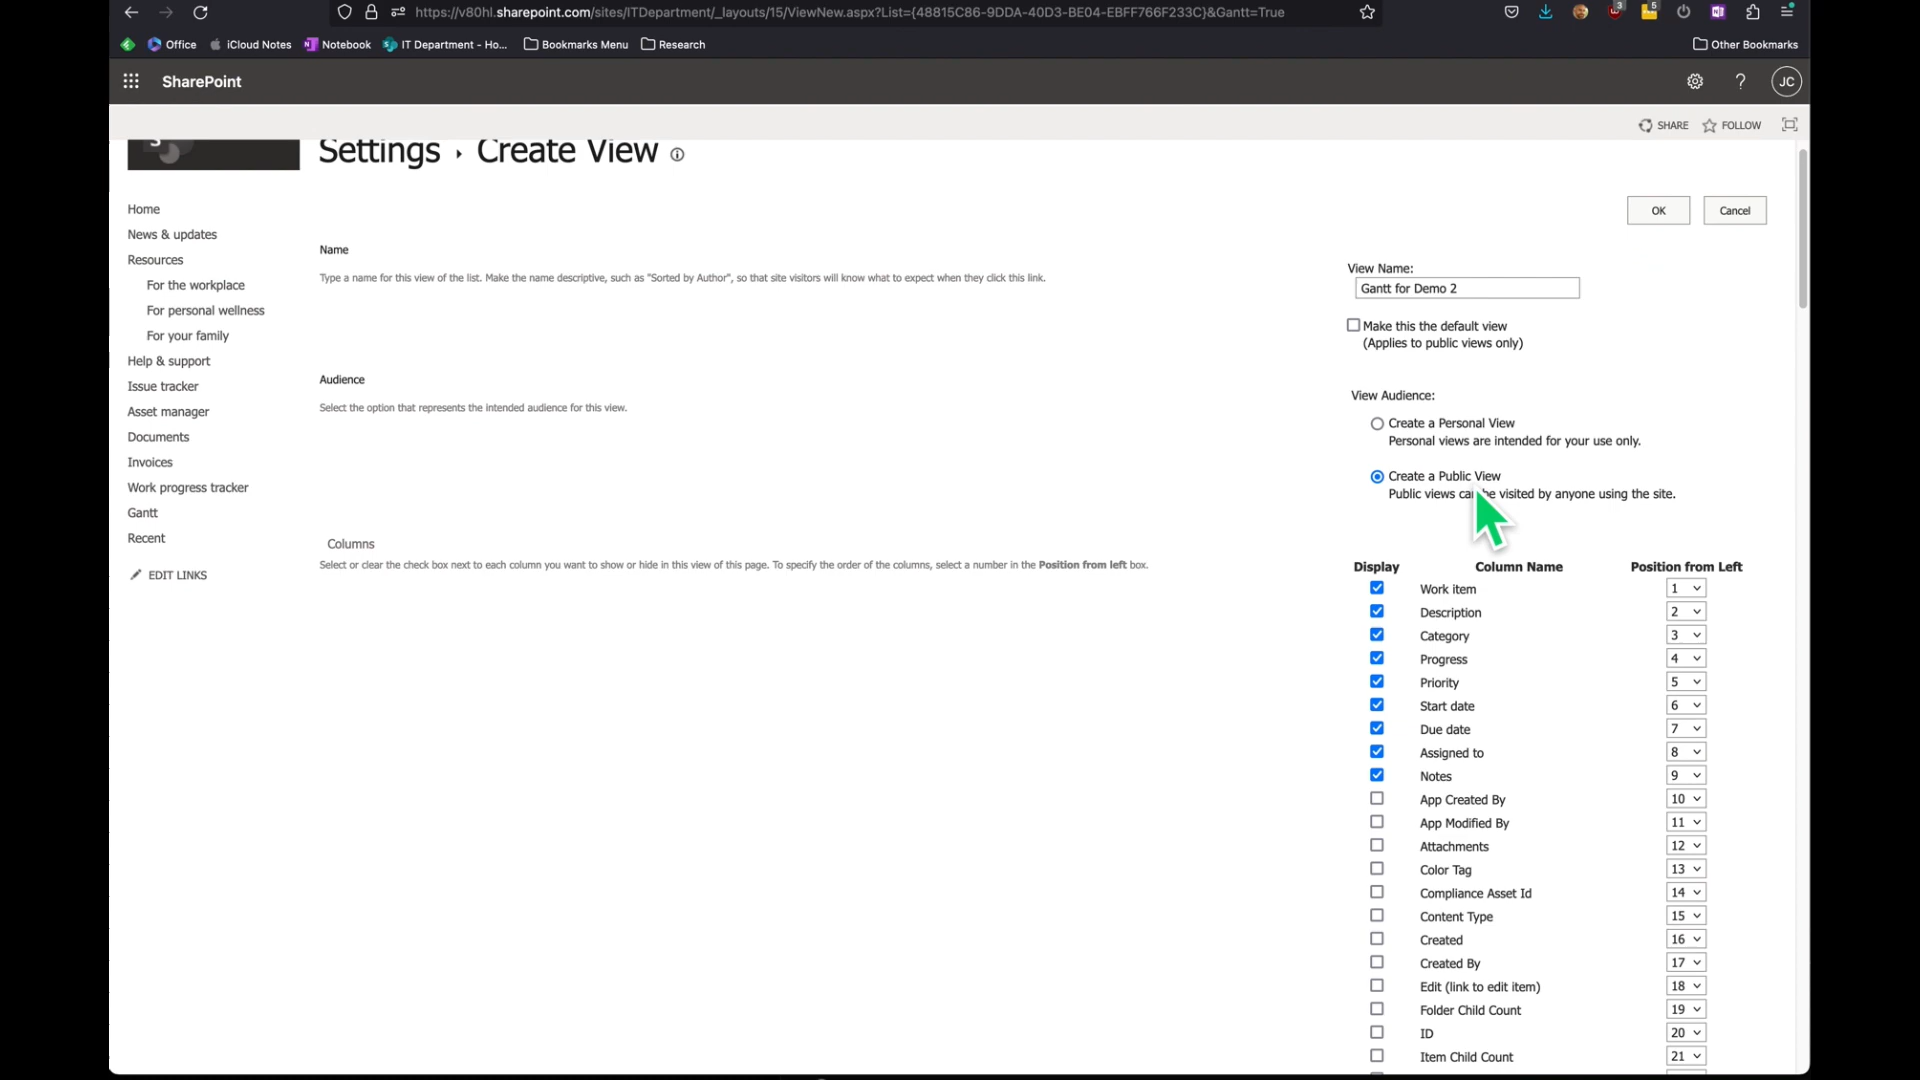 https://v80hl.sharepoint.com/sites/ITDepartment/_layouts/15/ViewNew.aspx?List={48815C86-9DDA-40D3-BE04-EBFF766F233C}&Gantt=True
3
5
Office
iCloud Notes
Notebook
IT Department - Ho...
Bookmarks Menu
Research
Other Bookmarks
SharePoint
?
JC
SHARE
FOLLOW
S
Settings › Create View
Home
News & updates
Resources
For the workplace
For personal wellness
For your family
Help & support
Issue tracker
Asset manager
Documents
Invoices
Work progress tracker
Gantt
Recent
EDIT LINKS
OK
Cancel
Name
Type a name for this view of the list. Make the name descriptive, such as "Sorted by Author", so that site visitors will know what to expect when they click this link.
View Name:
Gantt for Demo 2
Make this the default view
(Applies to public views only)
Audience
Select the option that represents the intended audience for this view.
View Audience:
Create a Personal View
Personal views are intended for your use only.
Create a Public View
Public views can be visited by anyone using the site.
Columns
Select or clear the check box next to each column you want to show or hide in this view of this page. To specify the order of the columns, select a number in the Position from left box.
Display Column Name Position from Left
Work item 1
Description 2
Category 3
Progress 4
Priority 5
Start date 6
Due date 7
Assigned to 8
Notes 9
App Created By 10
App Modified By 11
Attachments 12
Color Tag 13
Compliance Asset Id 14
Content Type 15
Created 16
Created By 17
Edit (link to edit item) 18
Folder Child Count 19
ID 20
Item Child Count 21